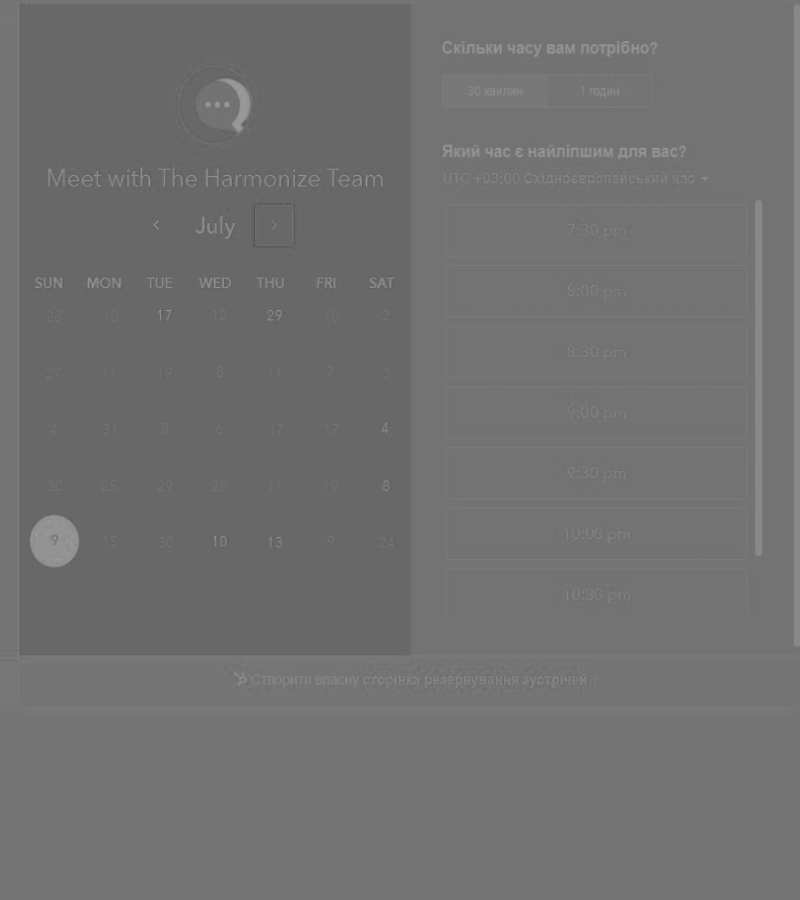 Meet with The Harmonize Team
July
SUN MON TUE WED THU FRI SAT
28 10 17 12 29 10 2
27 11 19 8 11 7 3
4 31 8 6 17 17 4
30 25 29 28 11 19 8
9 15 30 10 13 9 24
Скільки часу вам потрібно?
30 хвилин 1 годин
Який час є найліпшим для вас?
UTC +03:00 Східноєвропейський час
7:30 pm
8:00 pm
8:30 pm
9:00 pm
9:30 pm
10:00 pm
10:30 pm
Створити власну сторінка резервування зустрічей